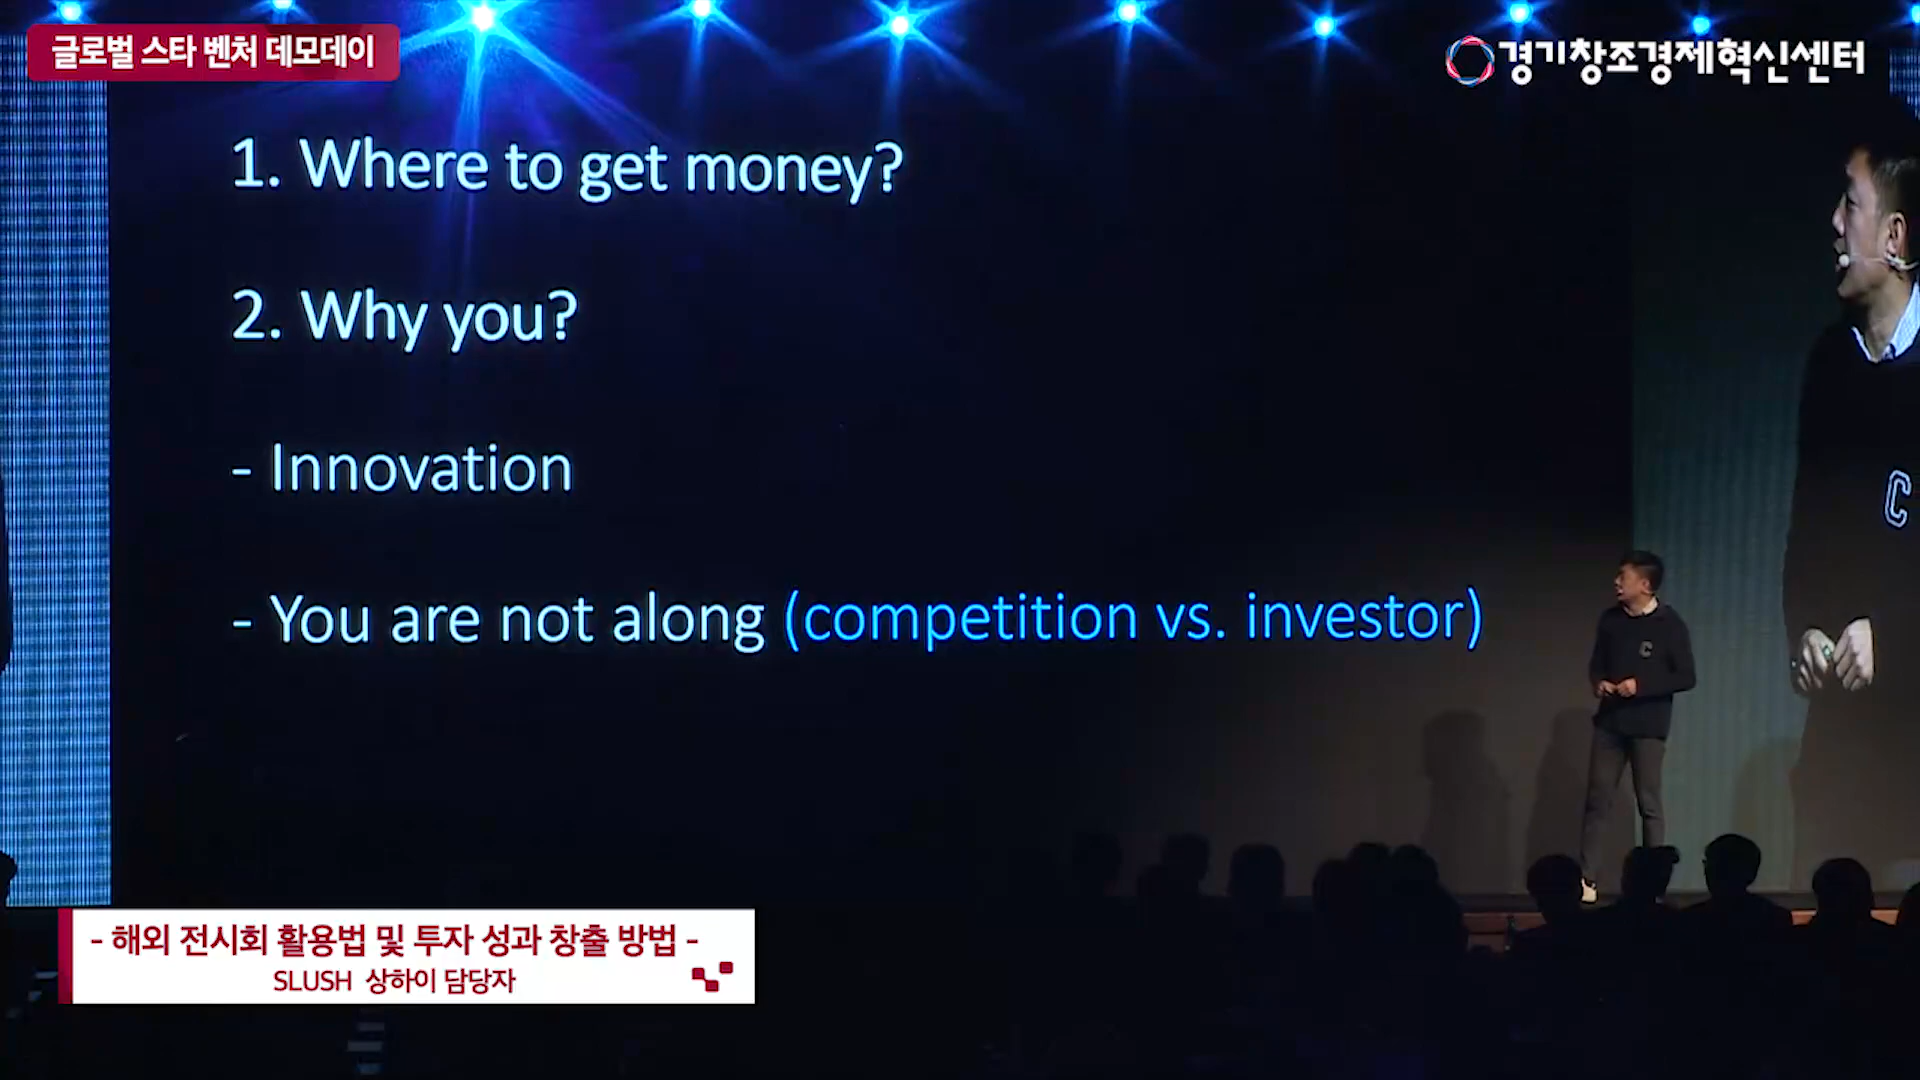 글로벌 스타 벤처 데모데이
경기창조경제혁신센터
1. Where to get money?
2. Why you?
- Innovation
- You are not along (competition vs. investor)
C
C
- 해외 전시회 활용법 및 투자 성과 창출 방법 -
SLUSH 상하이 담당자